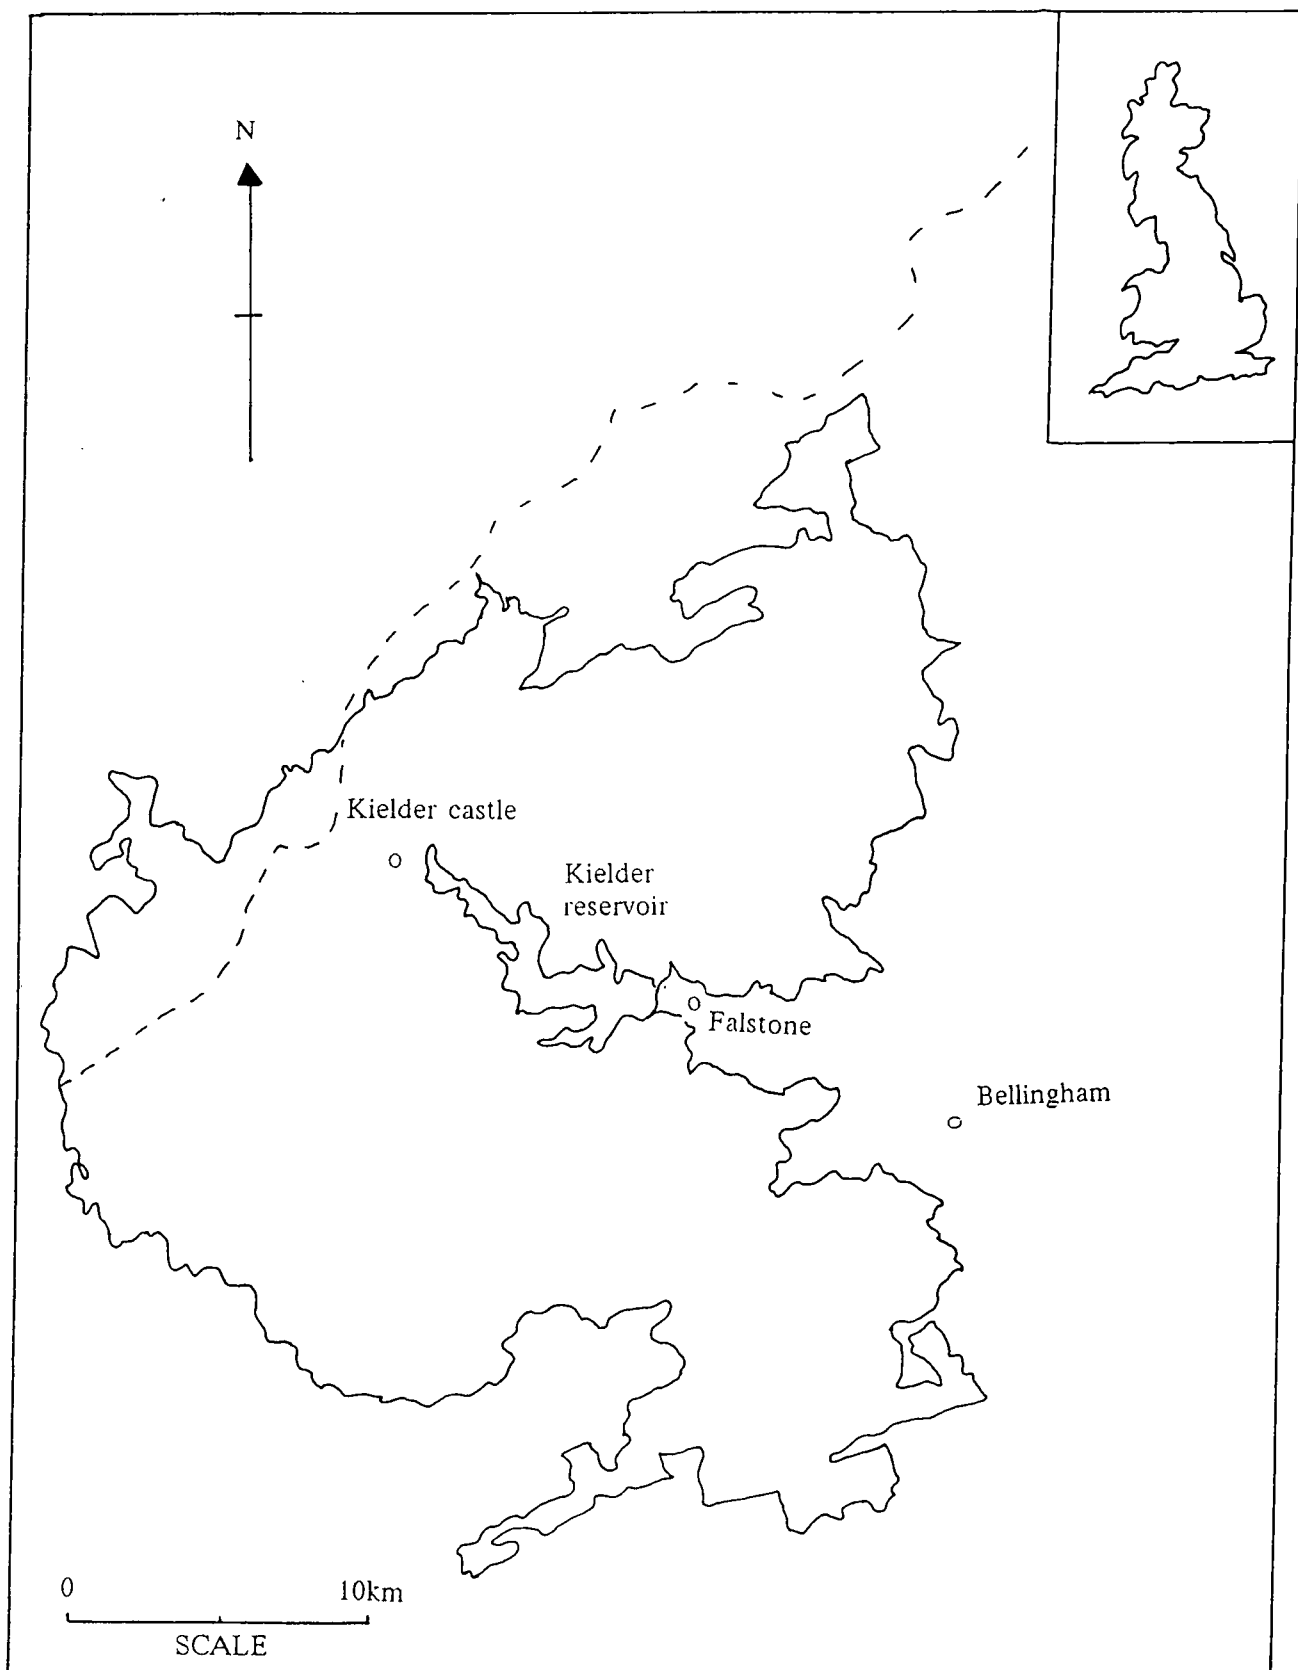 N
Kielder castle
Kielder
reservoir
Falstone
Bellingham
0 10km
SCALE